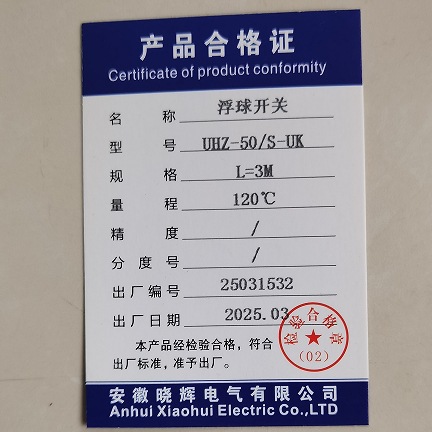 产品合格证
Certificate of product conformity
名称 浮球开关
型号 UHZ-50/S-UK
规格 L=3M
量程 120℃
精度 /
分度号 /
出厂编号 25031532
出厂日期 2025.03
检验合格章
(02)
本产品经检验合格，符合
出厂标准，准予出厂。
安徽晓辉电气有限公司
Anhui Xiaohui Electric Co.,LTD